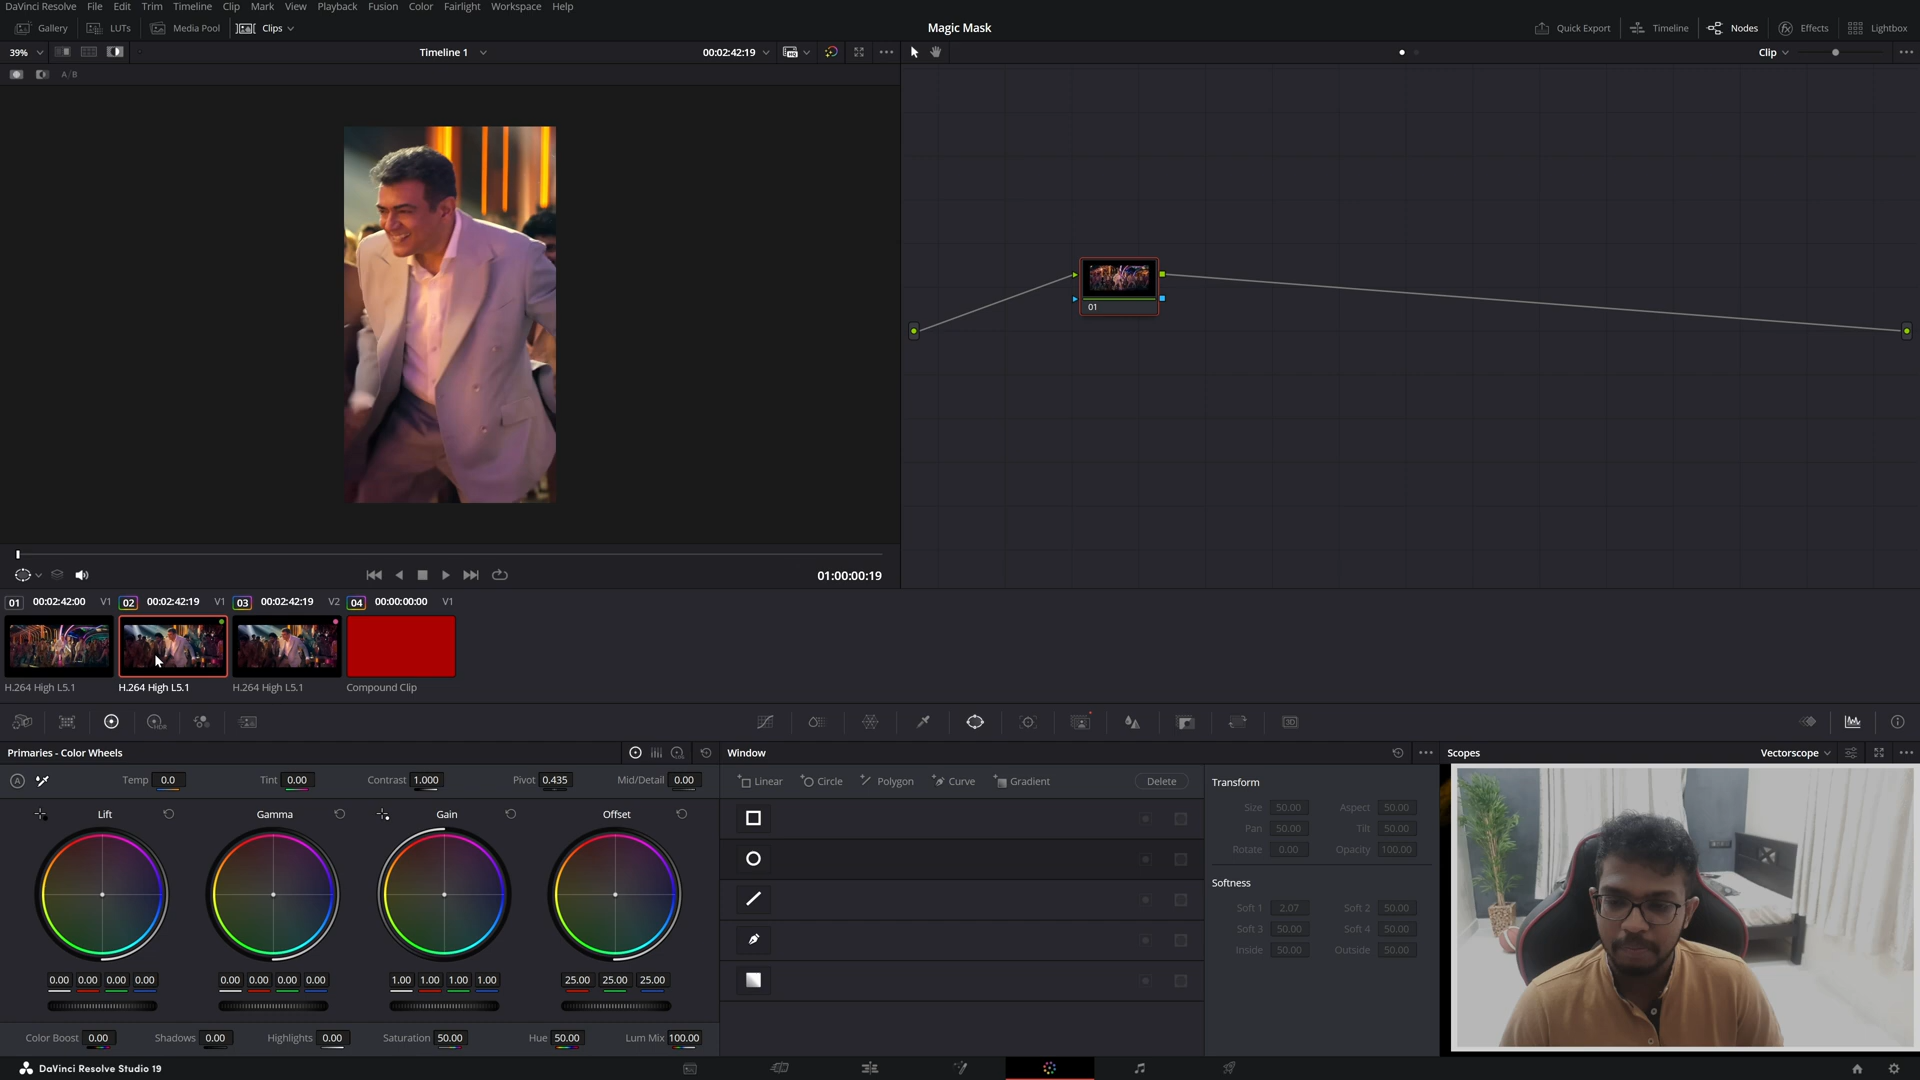 DaVinci Resolve File Edit Trim Timeline Clip Mark View Playback Fusion Color Fairlight Workspace Help
Gallery LUTs Media Pool Clips Magic Mask Quick Export Timeline Nodes Effects Lightbox
39% Timeline 1 00:02:42:19 Clip
A/B
01
01:00:00:19
01 00:02:42:00 V1 02 00:02:42:19 V1 03 00:02:42:19 V2 04 00:00:00:00 V1
H.264 High L5.1 H.264 High L5.1 H.264 High L5.1 Compound Clip
Primaries - Color Wheels Window Scopes Vectorscope
A Temp 0.0 Tint 0.00 Contrast 1.000 Pivot 0.435 Mid/Detail 0.00 Linear Circle Polygon Curve Gradient Delete Transform
Size 50.00 Aspect 50.00
Lift Gamma Gain Offset
Pan 50.00 Tilt 50.00
Rotate 0.00 Opacity 100.00
Softness
Soft 1 2.07 Soft 2 50.00
Soft 3 50.00 Soft 4 50.00
Inside 50.00 Outside 50.00
0.00 0.00 0.00 0.00 0.00 0.00 0.00 0.00 1.00 1.00 1.00 1.00 25.00 25.00 25.00
Color Boost 0.00 Shadows 0.00 Highlights 0.00 Saturation 50.00 Hue 50.00 Lum Mix 100.00
DaVinci Resolve Studio 19